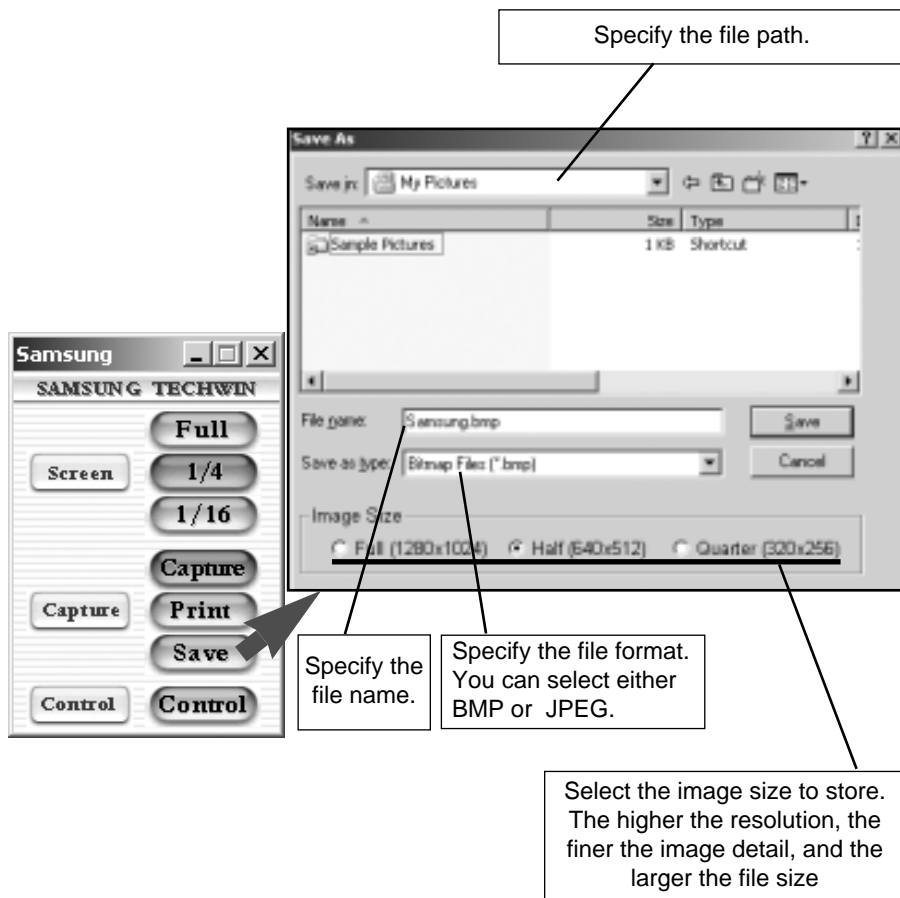 Specify the file path.
Save As
Save in: My Pictures
Name Size Type
Sample Pictures 1 KB Shortcut
File name: Samsung.bmp Save
Save as type: Bitmap Files (*.bmp) Cancel
Image Size
Full (1280x1024) Half (640x512) Quarter (320x256)
Samsung
SAMSUNG TECHWIN
Full
Screen 1/4
1/16
Capture
Capture Print
Save
Control Control
Specify the
file name.
Specify the file format.
You can select either
BMP or JPEG.
Select the image size to store.
The higher the resolution, the
finer the image detail, and the
larger the file size